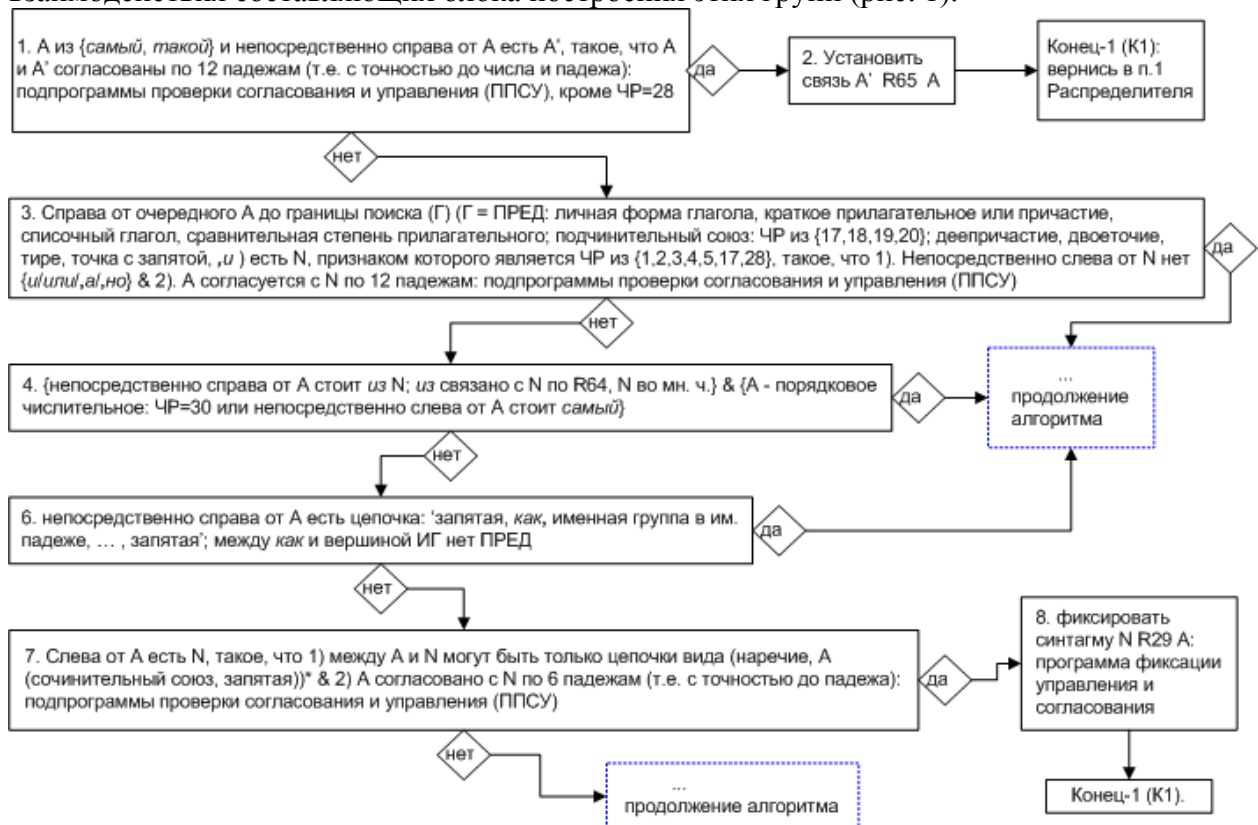 взаимодействия составляющих блока построения этих групп (рис. 1).
1. А из {самый, такой} и непосредственно справа от А есть А’, такое, что А
и А’ согласованы по 12 падежам (т.е. с точностью до числа и падежа):
подпрограммы проверки согласования и управления (ППСУ), кроме ЧР=28
да
2. Установить
связь А’ R65 А
Конец-1 (К1):
вернись в п.1
Распределителя
нет
3. Справа от очередного А до границы поиска (Г) (Г = ПРЕД: личная форма глагола, краткое прилагательное или причастие,
списочный глагол, сравнительная степень прилагательного; подчинительный союз: ЧР из {17,18,19,20}; деепричастие, двоеточие,
тире, точка с запятой, ,и ) есть N, признаком которого является ЧР из {1,2,3,4,5,17,28}, такое, что 1). Непосредственно слева от N нет
{и/или/,а/,но} & 2). А согласуется с N по 12 падежам: подпрограммы проверки согласования и управления (ППСУ)
да
нет
4. {непосредственно справа от А стоит из N; из связано с N по R64, N во мн. ч.} & {А - порядковое
числительное: ЧР=30 или непосредственно слева от А стоит самый}
да
...
продолжение
алгоритма
нет
6. непосредственно справа от А есть цепочка: ‘запятая, как, именная группа в им.
падеже, ... , запятая’; между как и вершиной ИГ нет ПРЕД
да
нет
7. Слева от А есть N, такое, что 1) между А и N могут быть только цепочки вида (наречие, А
(сочинительный союз, запятая))* & 2) А согласовано с N по 6 падежам (т.е. с точностью до падежа):
подпрограммы проверки согласования и управления (ППСУ)
да
8. фиксировать
синтагму N R29 А:
программа фиксации
управления и
согласования
нет
...
продолжение алгоритма
Конец-1 (К1).